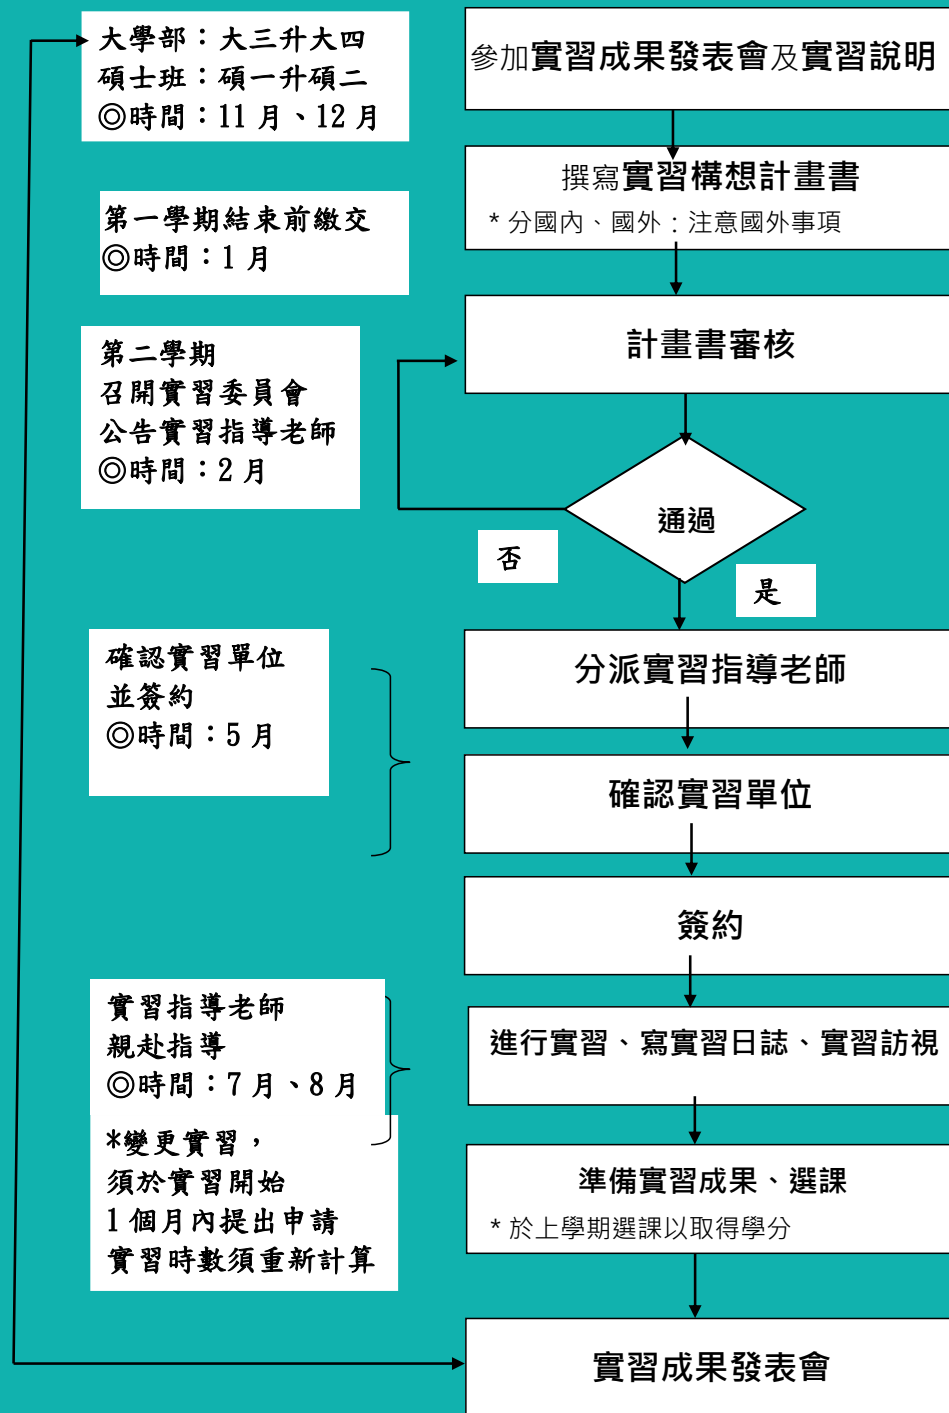 大學部：大三升大四
碩士班：碩一升碩二
◎時間：11 月、12 月
參加實習成果發表會及實習說明
撰寫實習構想計畫書
* 分國內、國外：注意國外事項
第一學期結束前繳交
◎時間：1 月
計畫書審核
第二學期
召開實習委員會
公告實習指導老師
◎時間：2 月
通過
否
是
分派實習指導老師
確認實習單位
並簽約
◎時間：5 月
確認實習單位
簽約
實習指導老師
親赴指導
◎時間：7 月、8 月
進行實習、寫實習日誌、實習訪視
*變更實習，
須於實習開始
1 個月內提出申請
實習時數須重新計算
準備實習成果、選課
* 於上學期選課以取得學分
實習成果發表會